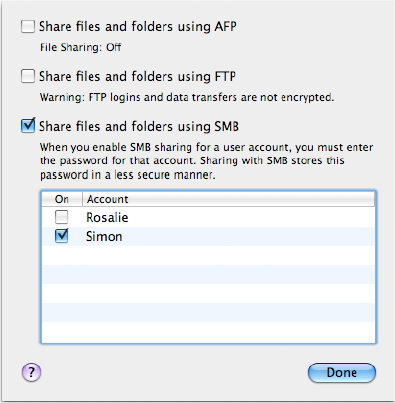 Share files and folders using AFP
File Sharing: Off
Share files and folders using FTP
Warning: FTP logins and data transfers are not encrypted.
Share files and folders using SMB
When you enable SMB sharing for a user account, you must enter
the password for that account. Sharing with SMB stores this
password in a less secure manner.
On Account
Rosalie
Simon
? Done